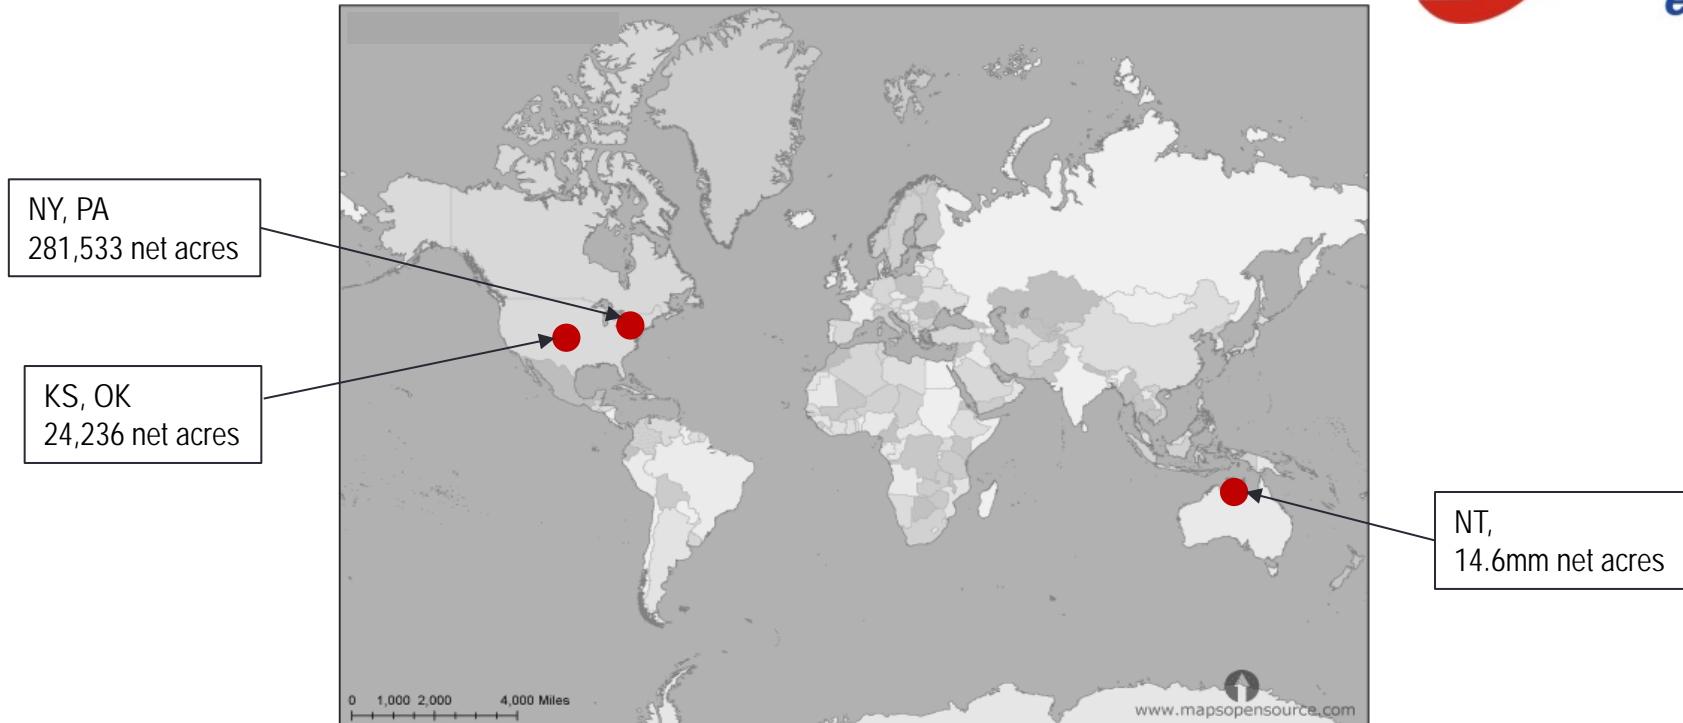 NY, PA
281,533 net acres
KS, OK
24,236 net acres
NT,
14.6mm net acres
0 1,000 2,000 4,000 Miles
www.mapsopensource.com